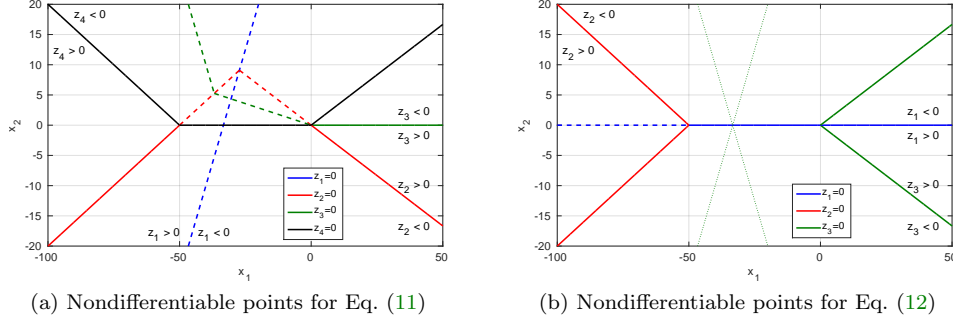 20
15
10
5
0
-5
-10
-15
-20
x2
-100
-50
0
50
x1
z4 < 0
z4 > 0
z3 < 0
z3 > 0
z2 > 0
z2 < 0
z1 > 0
z1 < 0
z1=0
z2=0
z3=0
z4=0
(a) Nondifferentiable points for Eq. (11)
20
15
10
5
0
-5
-10
-15
-20
x2
-100
-50
0
50
x1
z2 < 0
z2 > 0
z1 < 0
z1 > 0
z3 > 0
z3 < 0
z1=0
z2=0
z3=0
(b) Nondifferentiable points for Eq. (12)